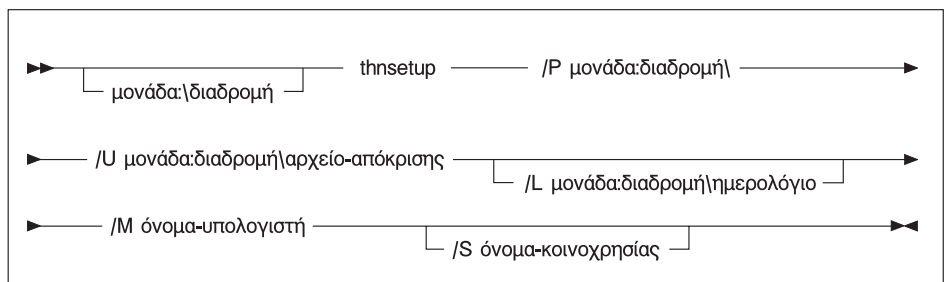 thnsetup /P μονάδα:διαδρομή\
μονάδα:\διαδρομή
/U μονάδα:διαδρομή\αρχείο-απόκρισης
/L μονάδα:διαδρομή\ημερολόγιο
/M όνομα-υπολογιστή
/S όνομα-κοινοχρησίας